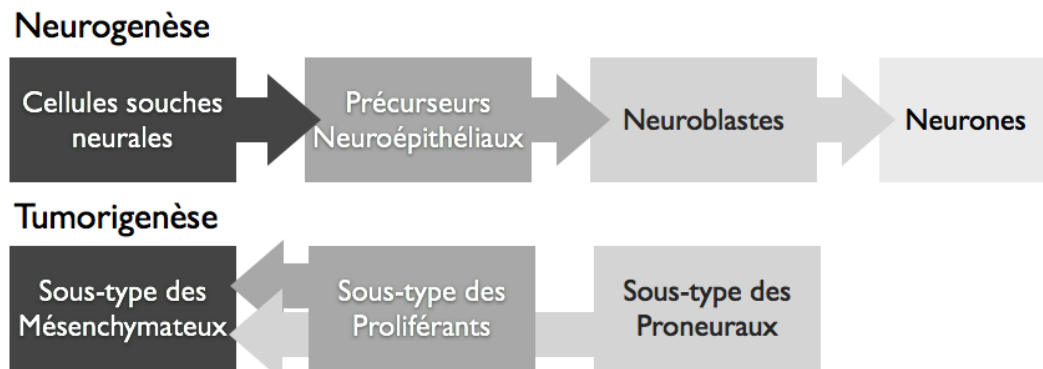 Neurogenèse
Cellules souches
neurales
Précurseurs
Neuroépithéliaux
Neuroblastes
Neurones
Tumorigenèse
Sous-type des
Mésenchymateux
Sous-type des
Proliférants
Sous-type des
Proneuraux